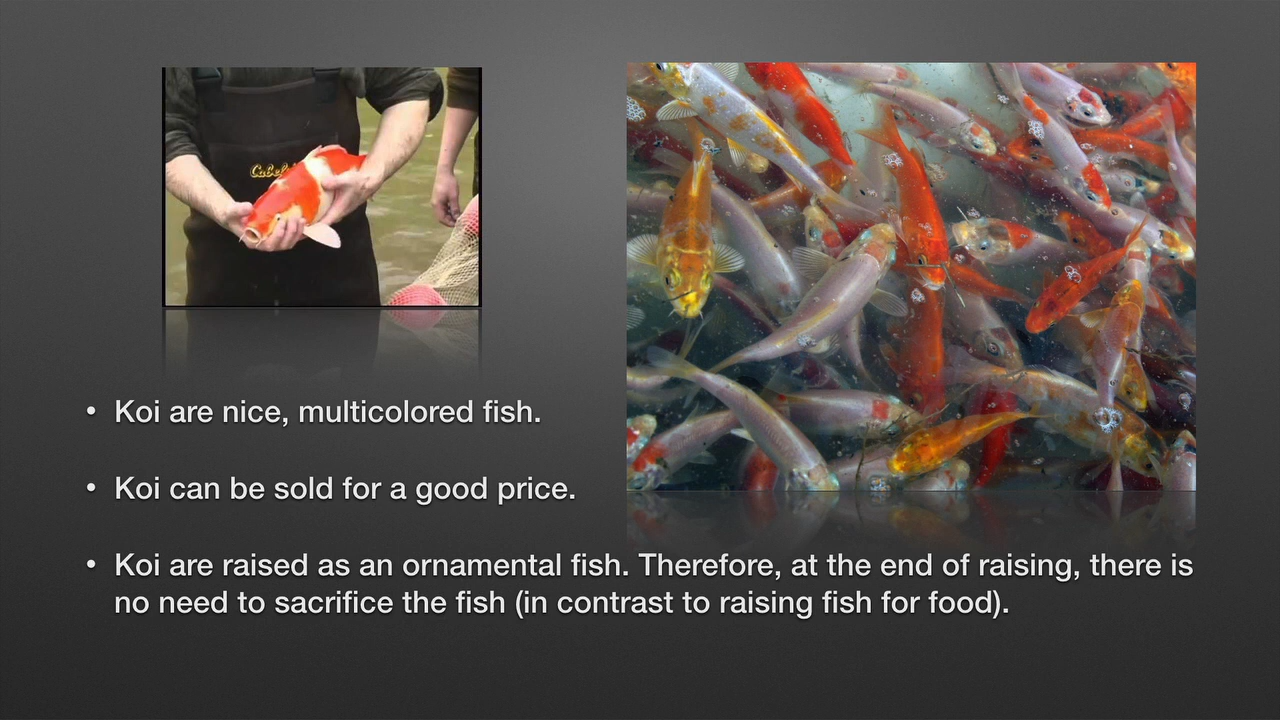 • Koi are nice, multicolored fish.
• Koi can be sold for a good price.
• Koi are raised as an ornamental fish. Therefore, at the end of raising, there is
no need to sacrifice the fish (in contrast to raising fish for food).